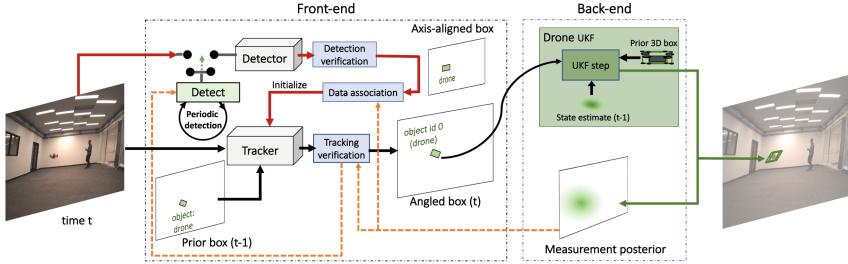 Front-end
Back-end
Axis-aligned box
Drone UKF
Prior 3D box
Detector
Detection
verification
drone
UKF step
Detect
Initialize
Data association
Periodic
detection
State estimate (t-1)
object id 0
(drone)
Tracker
Tracking
verification
object:
drone
Angled box (t)
time t
Prior box (t-1)
Measurement posterior